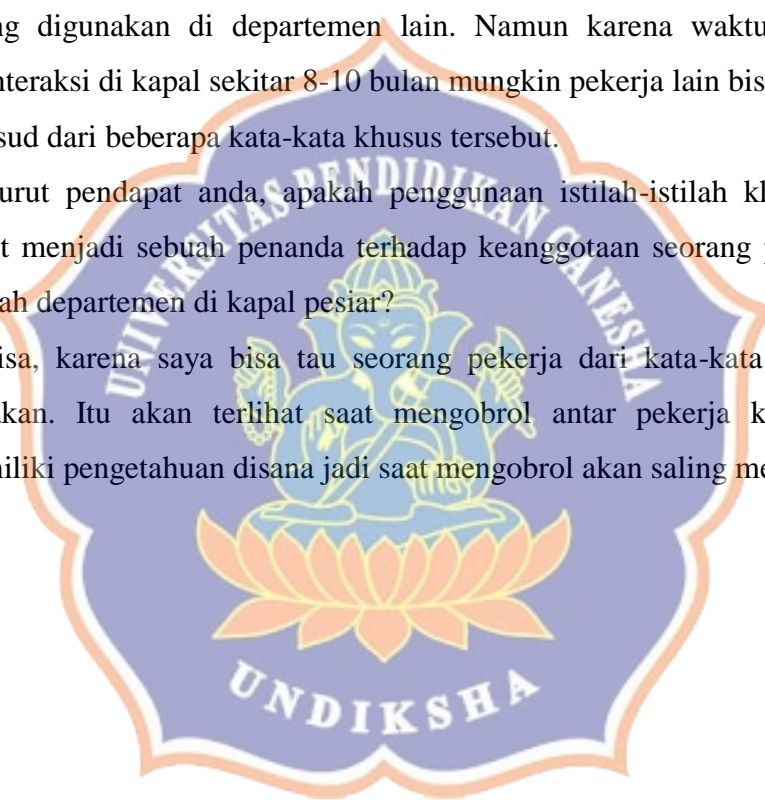 ng digunakan di departemen lain. Namun karena waktu
nteraksi di kapal sekitar 8-10 bulan mungkin pekerja lain bis
sud dari beberapa kata-kata khusus tersebut.
urut pendapat anda, apakah penggunaan istilah-istilah kh
t menjadi sebuah penanda terhadap keanggotaan seorang p
ah departemen di kapal pesiar?
isa, karena saya bisa tau seorang pekerja dari kata-kata
akan. Itu akan terlihat saat mengobrol antar pekerja k
niliki pengetahuan disana jadi saat mengobrol akan saling me
UNIVERSITAS PENDIDIKAN GANESHA
UNDIKSHA